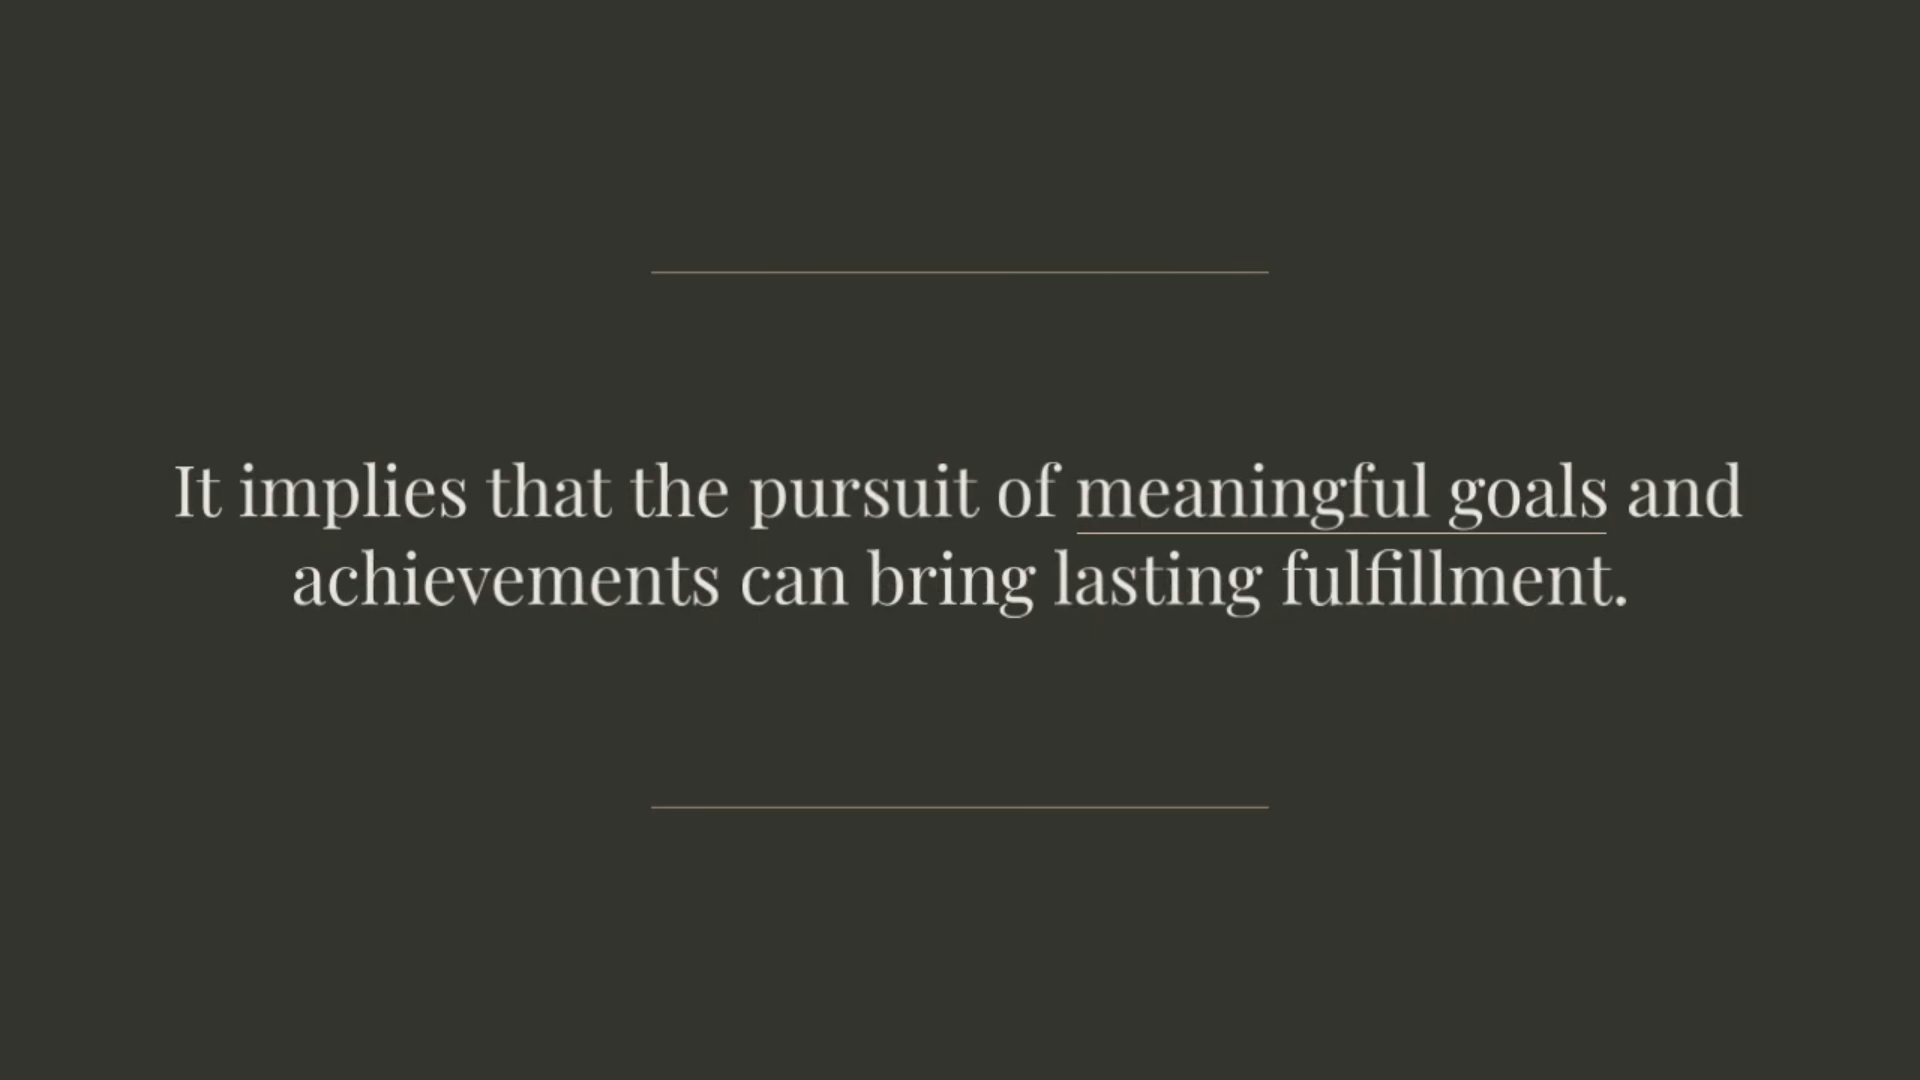 It implies that the pursuit of meaningful goals and
achievements can bring lasting fulfillment.